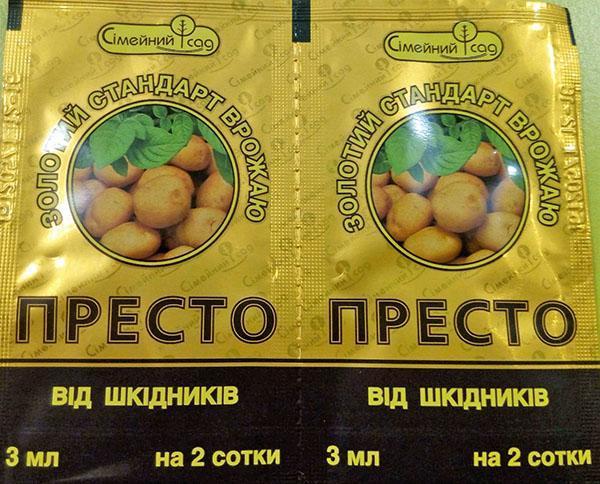 Сімейний сад
ЗОЛОТИЙ СТАНДАРТ ВРОЖАЮ
ПРЕСТО
ВІД ШКІДНИКІВ
3 мл на 2 сотки
Сімейний сад
ЗОЛОТИЙ СТАНДАРТ ВРОЖАЮ
ПРЕСТО
ВІД ШКІДНИКІВ
3 мл на 2 сотки